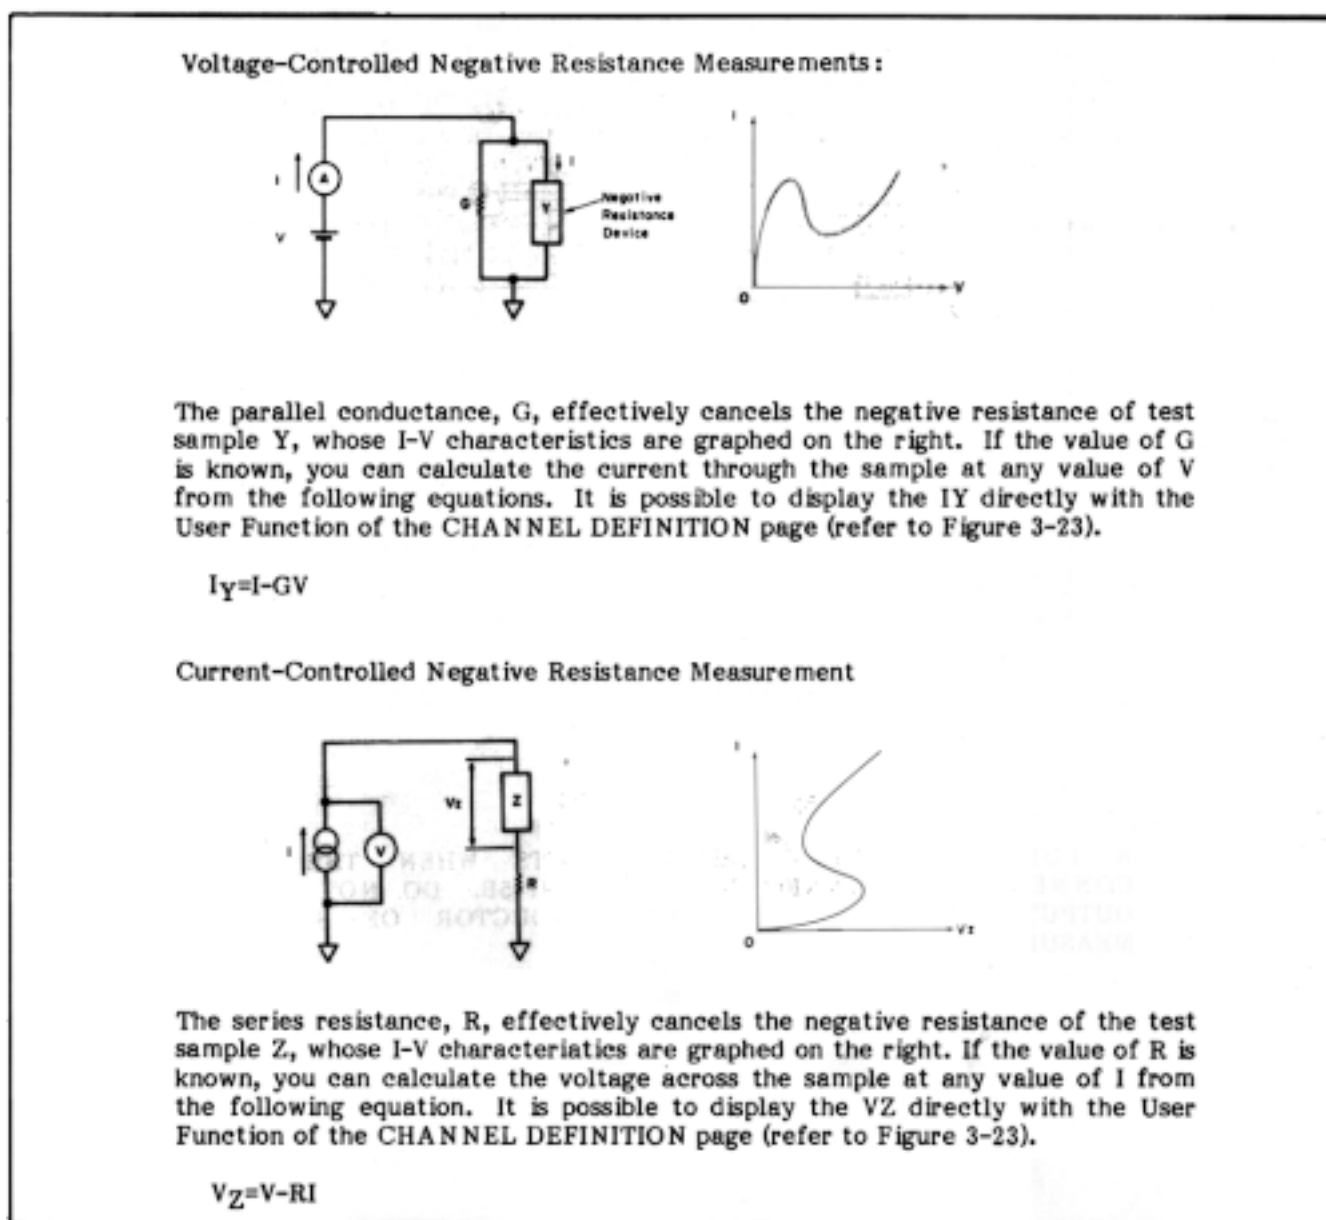 Voltage-Controlled Negative Resistance Measurements:
I
A
I
V
G
I
Y
Negative
Resistance
Device
I
O
V
The parallel conductance, G, effectively cancels the negative resistance of test
sample Y, whose I-V characteristics are graphed on the right. If the value of G
is known, you can calculate the current through the sample at any value of V
from the following equations. It is possible to display the IY directly with the
User Function of the CHANNEL DEFINITION page (refer to Figure 3-23).
IY=I-GV
Current-Controlled Negative Resistance Measurement
I
V
Vz
Z
R
I
O
Vz
The series resistance, R, effectively cancels the negative resistance of the test
sample Z, whose I-V characteriatics are graphed on the right. If the value of R is
known, you can calculate the voltage across the sample at any value of I from
the following equation. It is possible to display the VZ directly with the User
Function of the CHANNEL DEFINITION page (refer to Figure 3-23).
VZ=V-RI